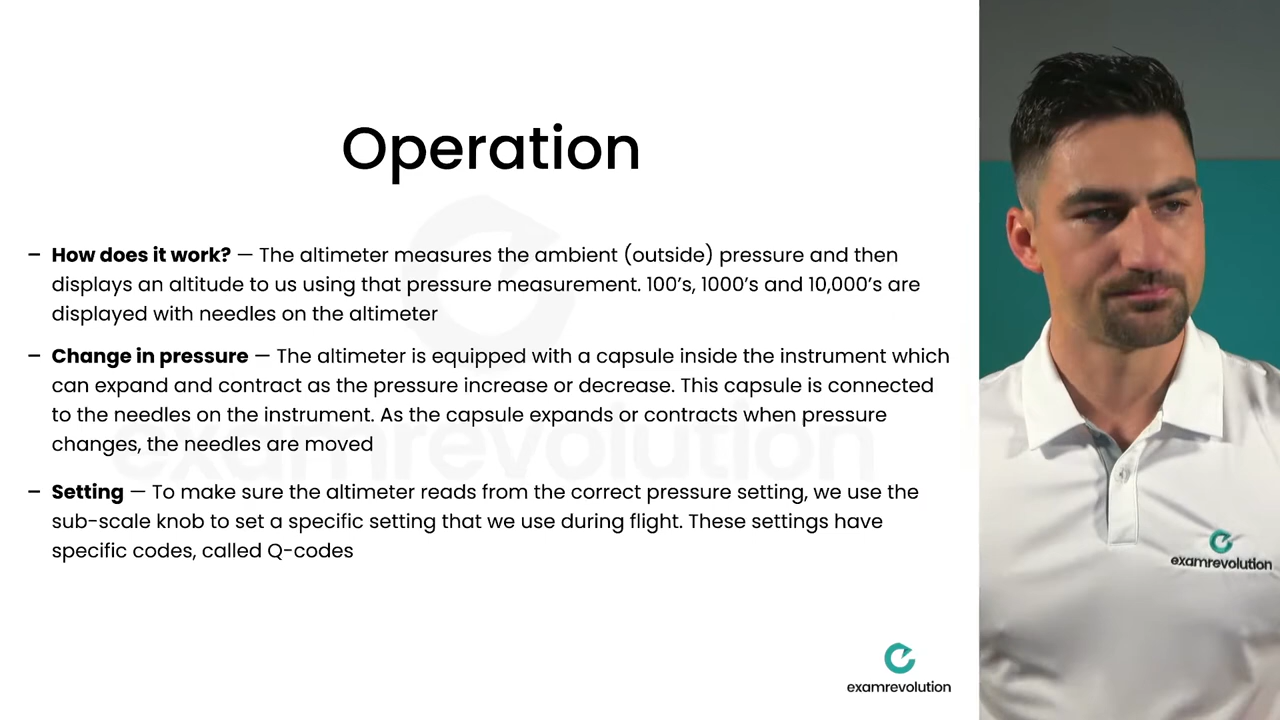 Operation
– How does it work? — The altimeter measures the ambient (outside) pressure and then
displays an altitude to us using that pressure measurement. 100's, 1000's and 10,000's are
displayed with needles on the altimeter
– Change in pressure — The altimeter is equipped with a capsule inside the instrument which
can expand and contract as the pressure increase or decrease. This capsule is connected
to the needles on the instrument. As the capsule expands or contracts when pressure
changes, the needles are moved
– Setting — To make sure the altimeter reads from the correct pressure setting, we use the
sub-scale knob to set a specific setting that we use during flight. These settings have
specific codes, called Q-codes
examrevolution
examrevolution
examrevolution